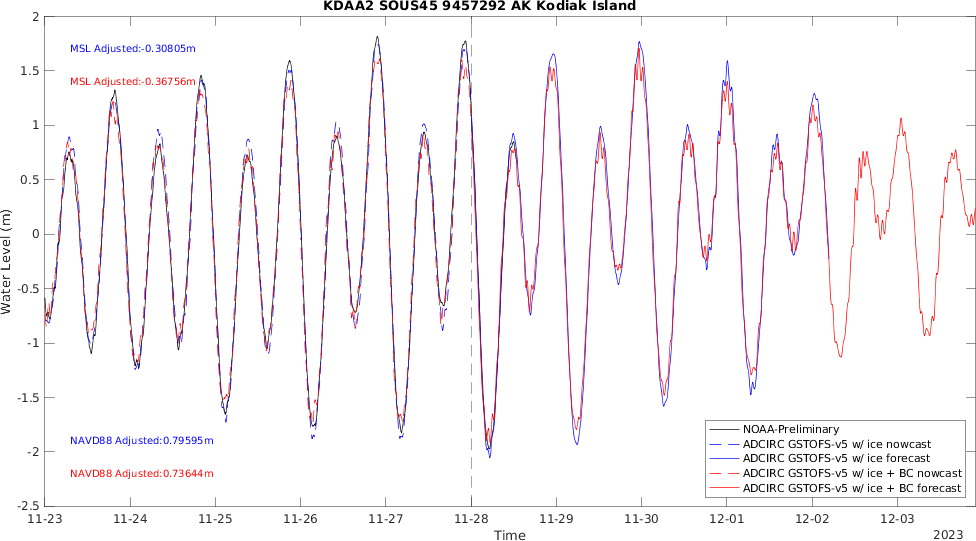 KDAA2 SOUS45 9457292 AK Kodiak Island
2
1.5
1
0.5
0
-0.5
-1
-1.5
-2
-2.5
Water Level (m)
MSL Adjusted:-0.30805m
MSL Adjusted:-0.36756m
NAVD88 Adjusted:0.79595m
NAVD88 Adjusted:0.73644m
NOAA-Preliminary
ADCIRC GSTOFS-v5 w/ ice nowcast
ADCIRC GSTOFS-v5 w/ ice forecast
ADCIRC GSTOFS-v5 w/ ice + BC nowcast
ADCIRC GSTOFS-v5 w/ ice + BC forecast
11-23 11-24 11-25 11-26 11-27 11-28 11-29 11-30 12-01 12-02 12-03
Time
2023